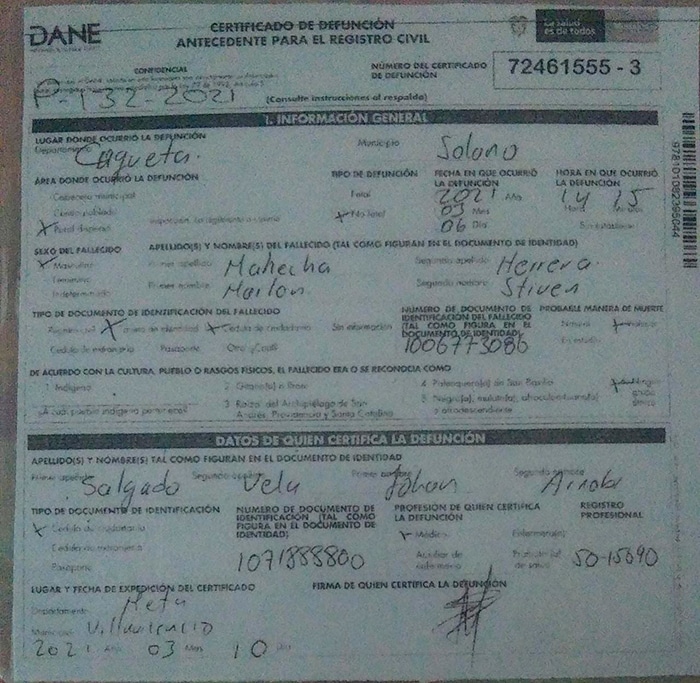 DANE
CERTIFICADO DE DEFUNCIÓN
ANTECEDENTE PARA EL REGISTRO CIVIL
La salud es de todos
CONFIDENCIAL
NÚMERO DEL CERTIFICADO DE DEFUNCIÓN
72461555 - 3
P-132-2021
(Consulte instrucciones al respaldo)
I. INFORMACIÓN GENERAL
LUGAR DONDE OCURRIÓ LA DEFUNCIÓN
Departamento Caqueta.
Municipio Solano
ÁREA DONDE OCURRIÓ LA DEFUNCIÓN
TIPO DE DEFUNCIÓN
FECHA EN QUE OCURRIÓ LA DEFUNCIÓN
HORA EN QUE OCURRIÓ LA DEFUNCIÓN
Cabecera municipal
Fetal
2021 Año
14 15
Centro poblado
X No fetal
03 Mes
Hora
X Rural disperso
06 Día
Sin establecer
SEXO DEL FALLECIDO
APELLIDO(S) Y NOMBRE(S) DEL FALLECIDO (TAL COMO FIGURAN EN EL DOCUMENTO DE IDENTIDAD)
X Masculino
Primer apellido Mahecha
Segundo apellido Herrera.
Femenino
Indeterminado
Primer nombre Marlon
Segundo nombre Stiven
TIPO DE DOCUMENTO DE IDENTIFICACIÓN DEL FALLECIDO
NÚMERO DE DOCUMENTO DE IDENTIFICACIÓN DEL FALLECIDO (TAL COMO FIGURA EN EL DOCUMENTO DE IDENTIDAD)
PROBABLE MANERA DE MUERTE
Registro civil
X Cédula de ciudadanía
Sin información
Natural
Cédula de extranjería
Pasaporte
1006773086
En estudio
DE ACUERDO CON LA CULTURA, PUEBLO O RASGOS FÍSICOS, EL FALLECIDO ERA O SE RECONOCÍA COMO
1 Indígena
2 Gitano(a) o Rrom
4 Palenquero(a) de San Basilio
¿A cuál pueblo indígena pertenece?
3 Raizal del Archipiélago de San Andrés, Providencia y Santa Catalina
5 Negro(a), mulato(a), afrocolombiano(a) o afrodescendiente
DATOS DE QUIEN CERTIFICA LA DEFUNCIÓN
APELLIDO(S) Y NOMBRE(S) TAL COMO FIGURAN EN EL DOCUMENTO DE IDENTIDAD
Primer apellido Salgado
Segundo apellido
Primer nombre Johan
Segundo nombre
TIPO DE DOCUMENTO DE IDENTIFICACIÓN
NÚMERO DE DOCUMENTO DE IDENTIFICACIÓN (TAL COMO FIGURA EN EL DOCUMENTO DE IDENTIDAD)
PROFESIÓN DE QUIEN CERTIFICA LA DEFUNCIÓN
REGISTRO PROFESIONAL
X Cédula de ciudadanía
X Médico
Enfermero(a)
Cédula de extranjería
Auxiliar de enfermería
Promotor(a) de salud
50-15090
Pasaporte
1071888800
LUGAR Y FECHA DE EXPEDICIÓN DEL CERTIFICADO
FIRMA DE QUIEN CERTIFICA LA DEFUNCIÓN
Departamento Meta
Municipio Villavicencio
2021 Año 03 Mes 10 Día
978101082395044